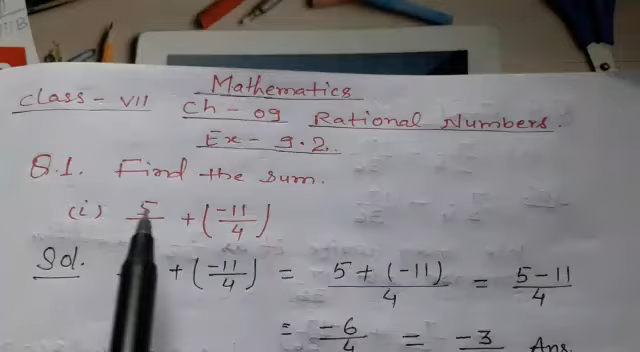 Mathematics
Class - VII Ch - 09 Rational Numbers.
Ex - 9.2.
Q.1. Find the sum.
(i) 5 + (-11/4)
Sol. + (-11/4) = 5 + (-11)/4 = 5-11/4
= -6/4 = -3 Ans.